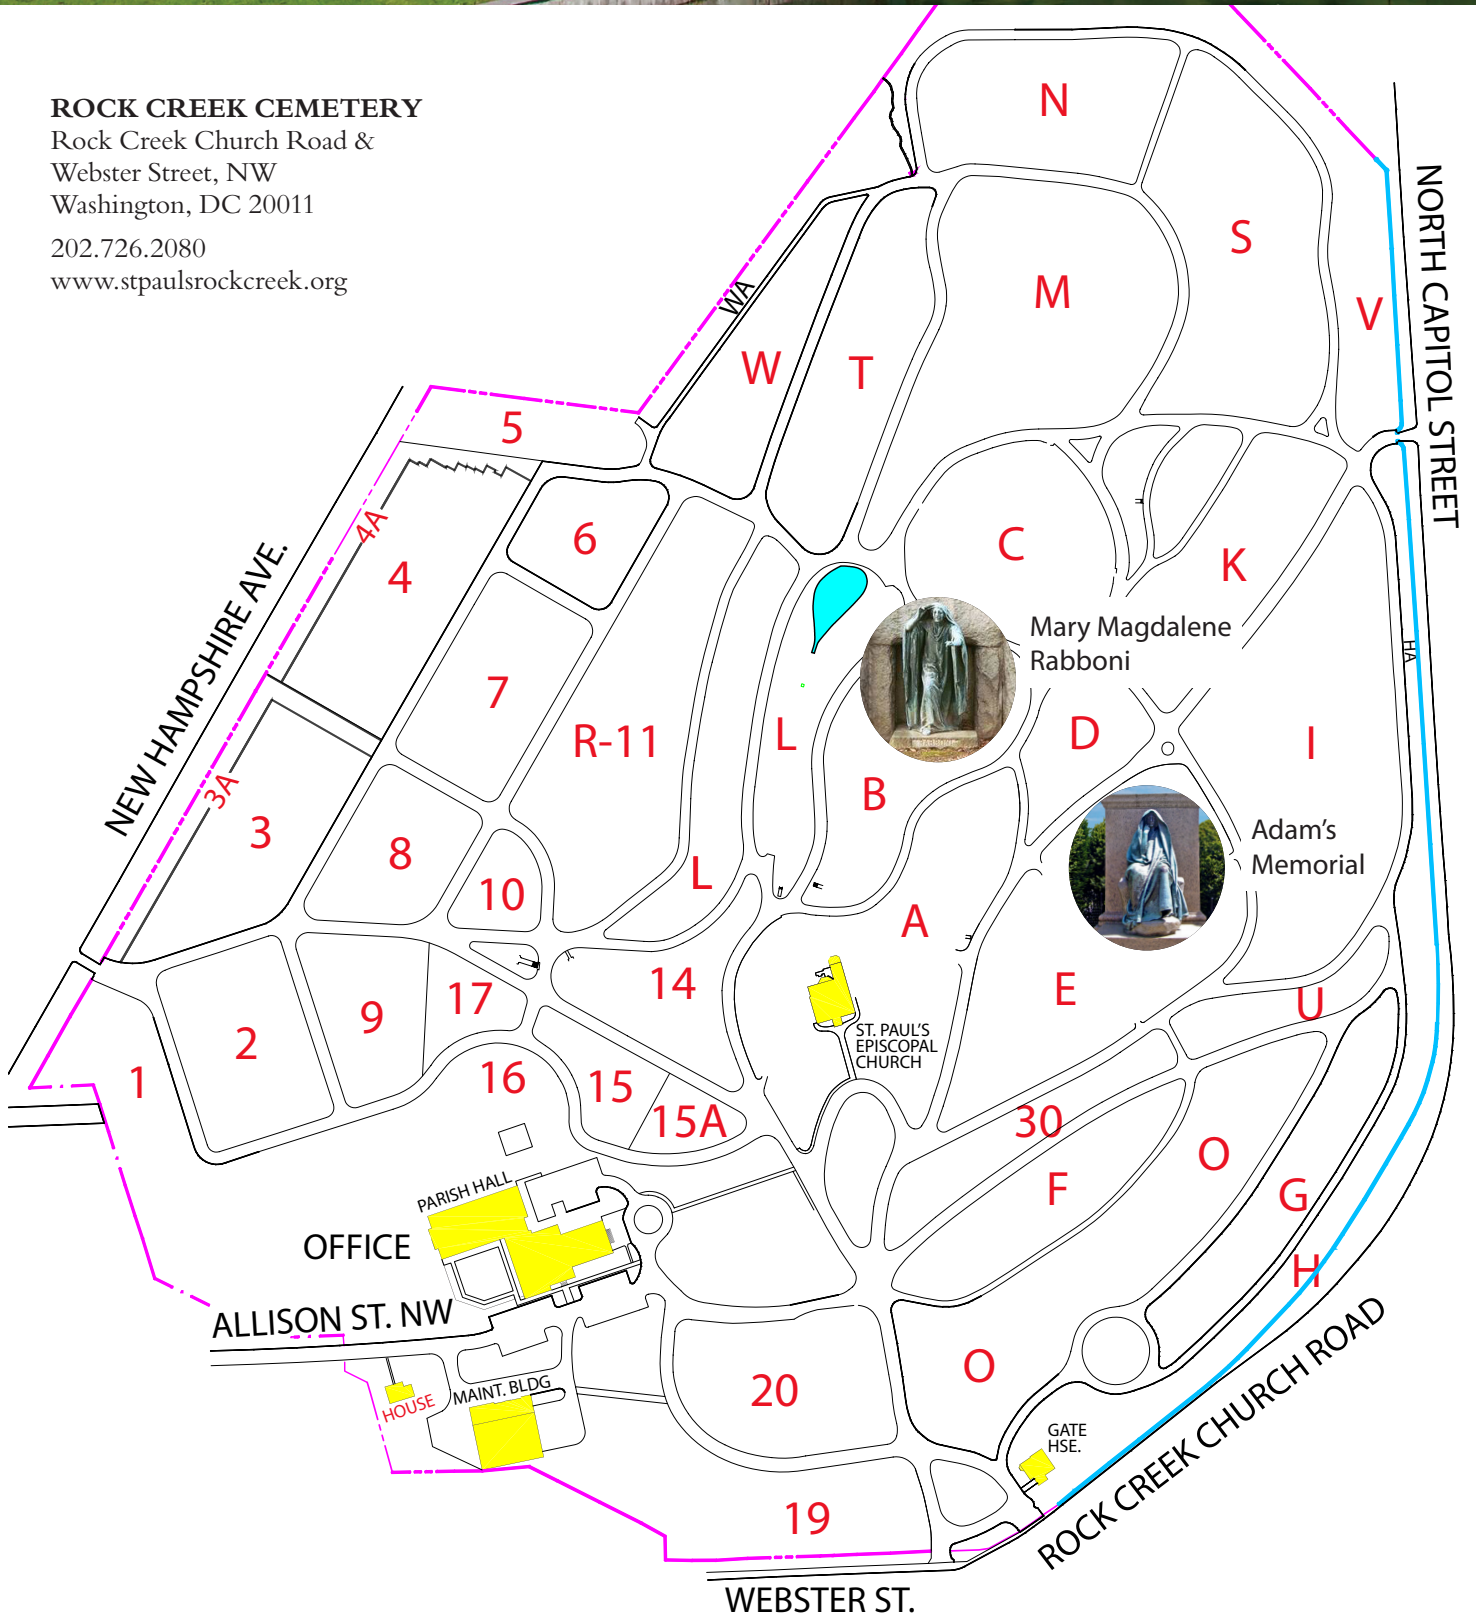 ROCK CREEK CEMETERY
Rock Creek Church Road &
Webster Street, NW
Washington, DC 20011
202.726.2080
www.stpaulsrockcreek.org
N
S
M
V
NORTH CAPITOL STREET
WA
W
T
5
4A
4
6
C
K
NEW HAMPSHIRE AVE.
Mary Magdalene
Rabboni
HA
7
R-11
L
D
I
B
3A
3
8
10
L
Adam's
Memorial
A
14
E
U
17
9
2
ST. PAUL'S
EPISCOPAL
CHURCH
1
16
15
15A
30
F
O
G
H
PARISH HALL
OFFICE
ALLISON ST. NW
HOUSE
MAINT. BLDG
20
O
GATE
HSE.
19
ROCK CREEK CHURCH ROAD
WEBSTER ST.